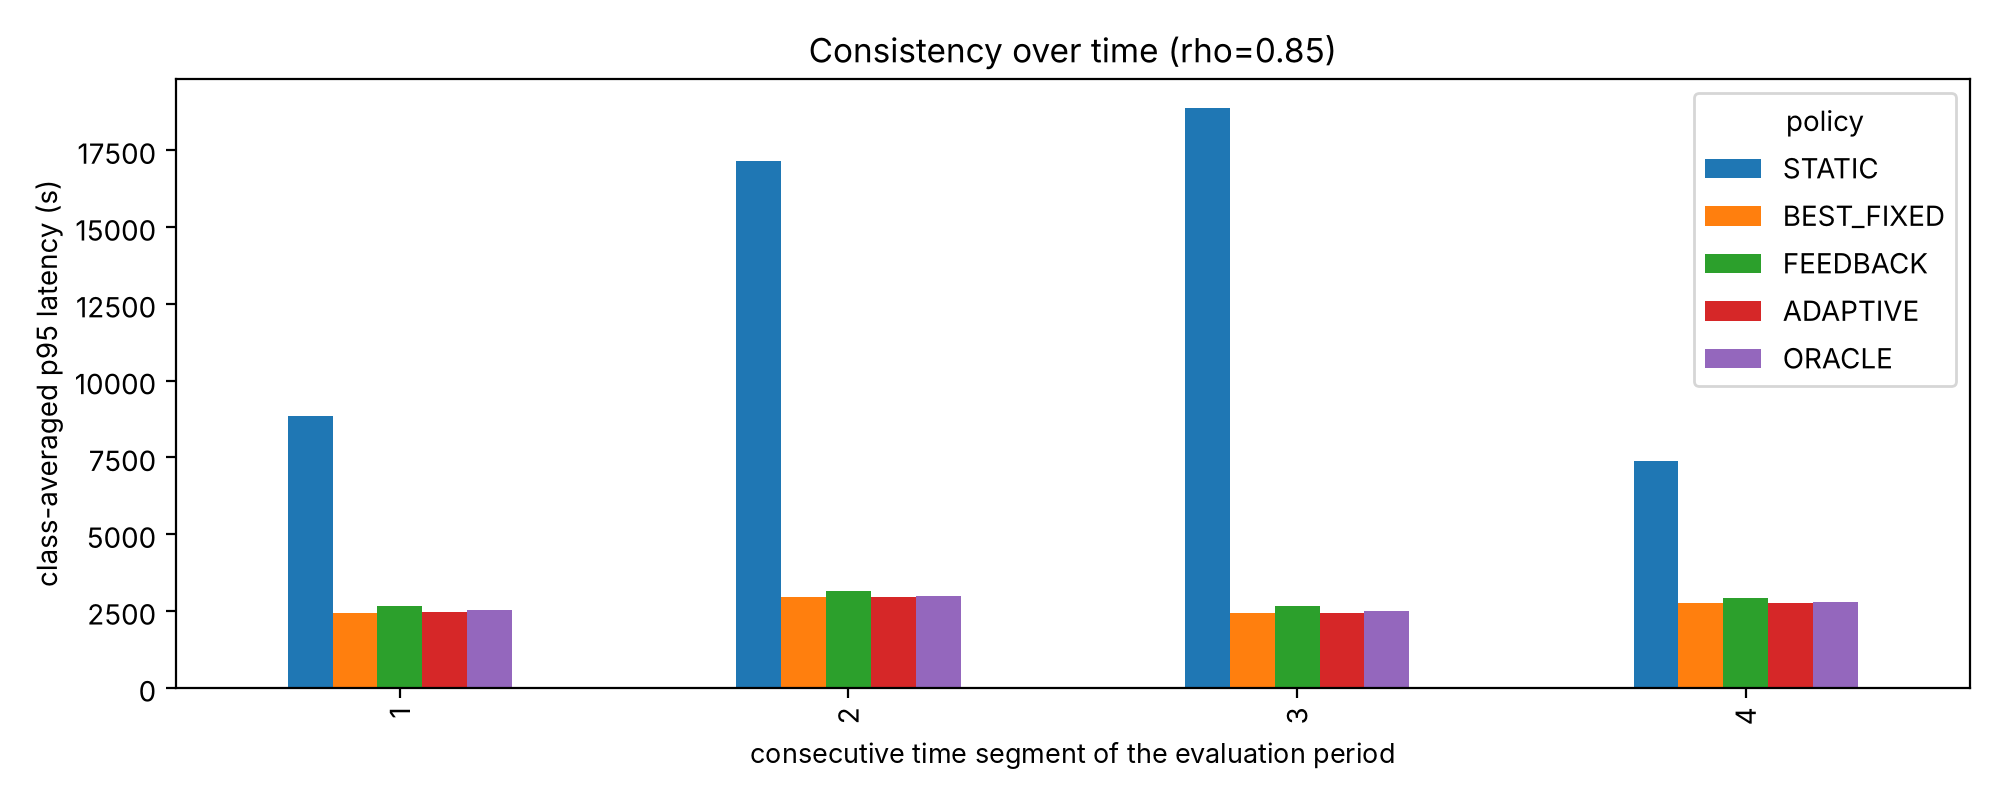 Consistency over time (rho=0.85)
class-averaged p95 latency (s)
17500
15000
12500
10000
7500
5000
2500
0
policy
STATIC
BEST_FIXED
FEEDBACK
ADAPTIVE
ORACLE
1
2
3
4
consecutive time segment of the evaluation period